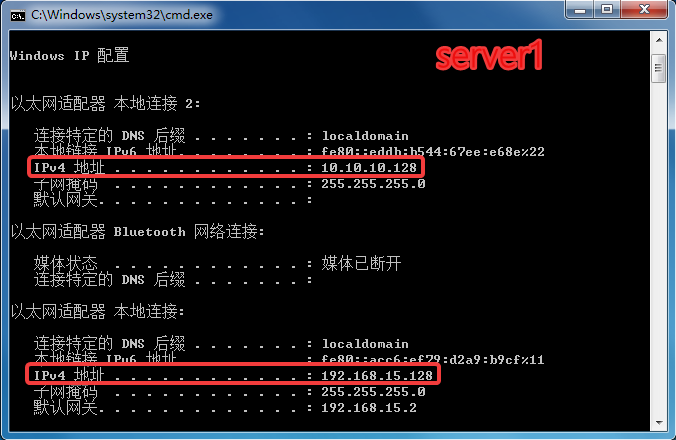 C:\Windows\system32\cmd.exe
server1
Windows IP 配置
以太网适配器 本地连接 2:
连接特定的 DNS 后缀 . . . . . . . : localdomain
本地链接 IPv6 地址. . . . . . . . : fe80::eddb:b544:67ee:e68e%22
IPv4 地址 . . . . . . . . . . . . : 10.10.10.128
子网掩码 . . . . . . . . . . . . : 255.255.255.0
默认网关. . . . . . . . . . . . . :
以太网适配器 Bluetooth 网络连接:
媒体状态 . . . . . . . . . . . . : 媒体已断开
连接特定的 DNS 后缀 . . . . . . . :
以太网适配器 本地连接:
连接特定的 DNS 后缀 . . . . . . . : localdomain
本地链接 IPv6 地址. . . . . . . . : fe80::acc6:ef79:d2a9:b9cf%11
IPv4 地址 . . . . . . . . . . . . : 192.168.15.128
子网掩码 . . . . . . . . . . . . : 255.255.255.0
默认网关. . . . . . . . . . . . . : 192.168.15.2